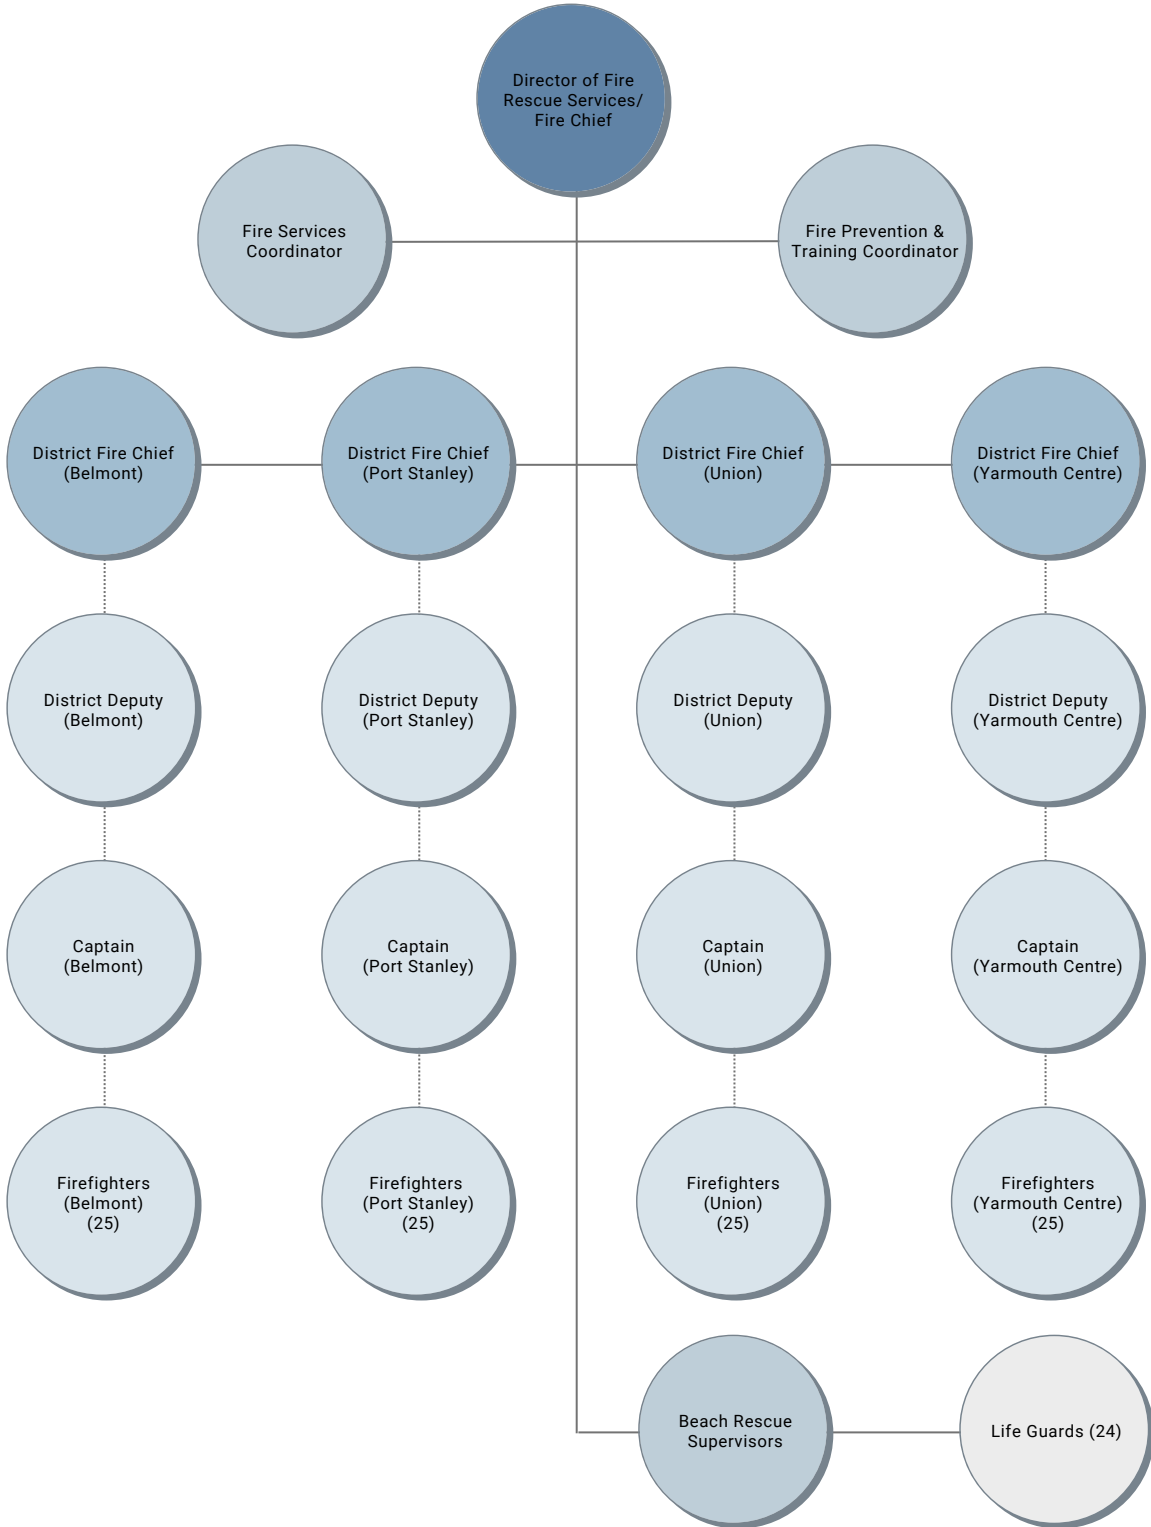 Director of Fire
Rescue Services/
Fire Chief
Fire Services
Coordinator
Fire Prevention &
Training Coordinator
District Fire Chief
(Belmont)
District Fire Chief
(Port Stanley)
District Fire Chief
(Union)
District Fire Chief
(Yarmouth Centre)
District Deputy
(Belmont)
District Deputy
(Port Stanley)
District Deputy
(Union)
District Deputy
(Yarmouth Centre)
Captain
(Belmont)
Captain
(Port Stanley)
Captain
(Union)
Captain
(Yarmouth Centre)
Firefighters
(Belmont)
(25)
Firefighters
(Port Stanley)
(25)
Firefighters
(Union)
(25)
Firefighters
(Yarmouth Centre)
(25)
Beach Rescue
Supervisors
Life Guards (24)